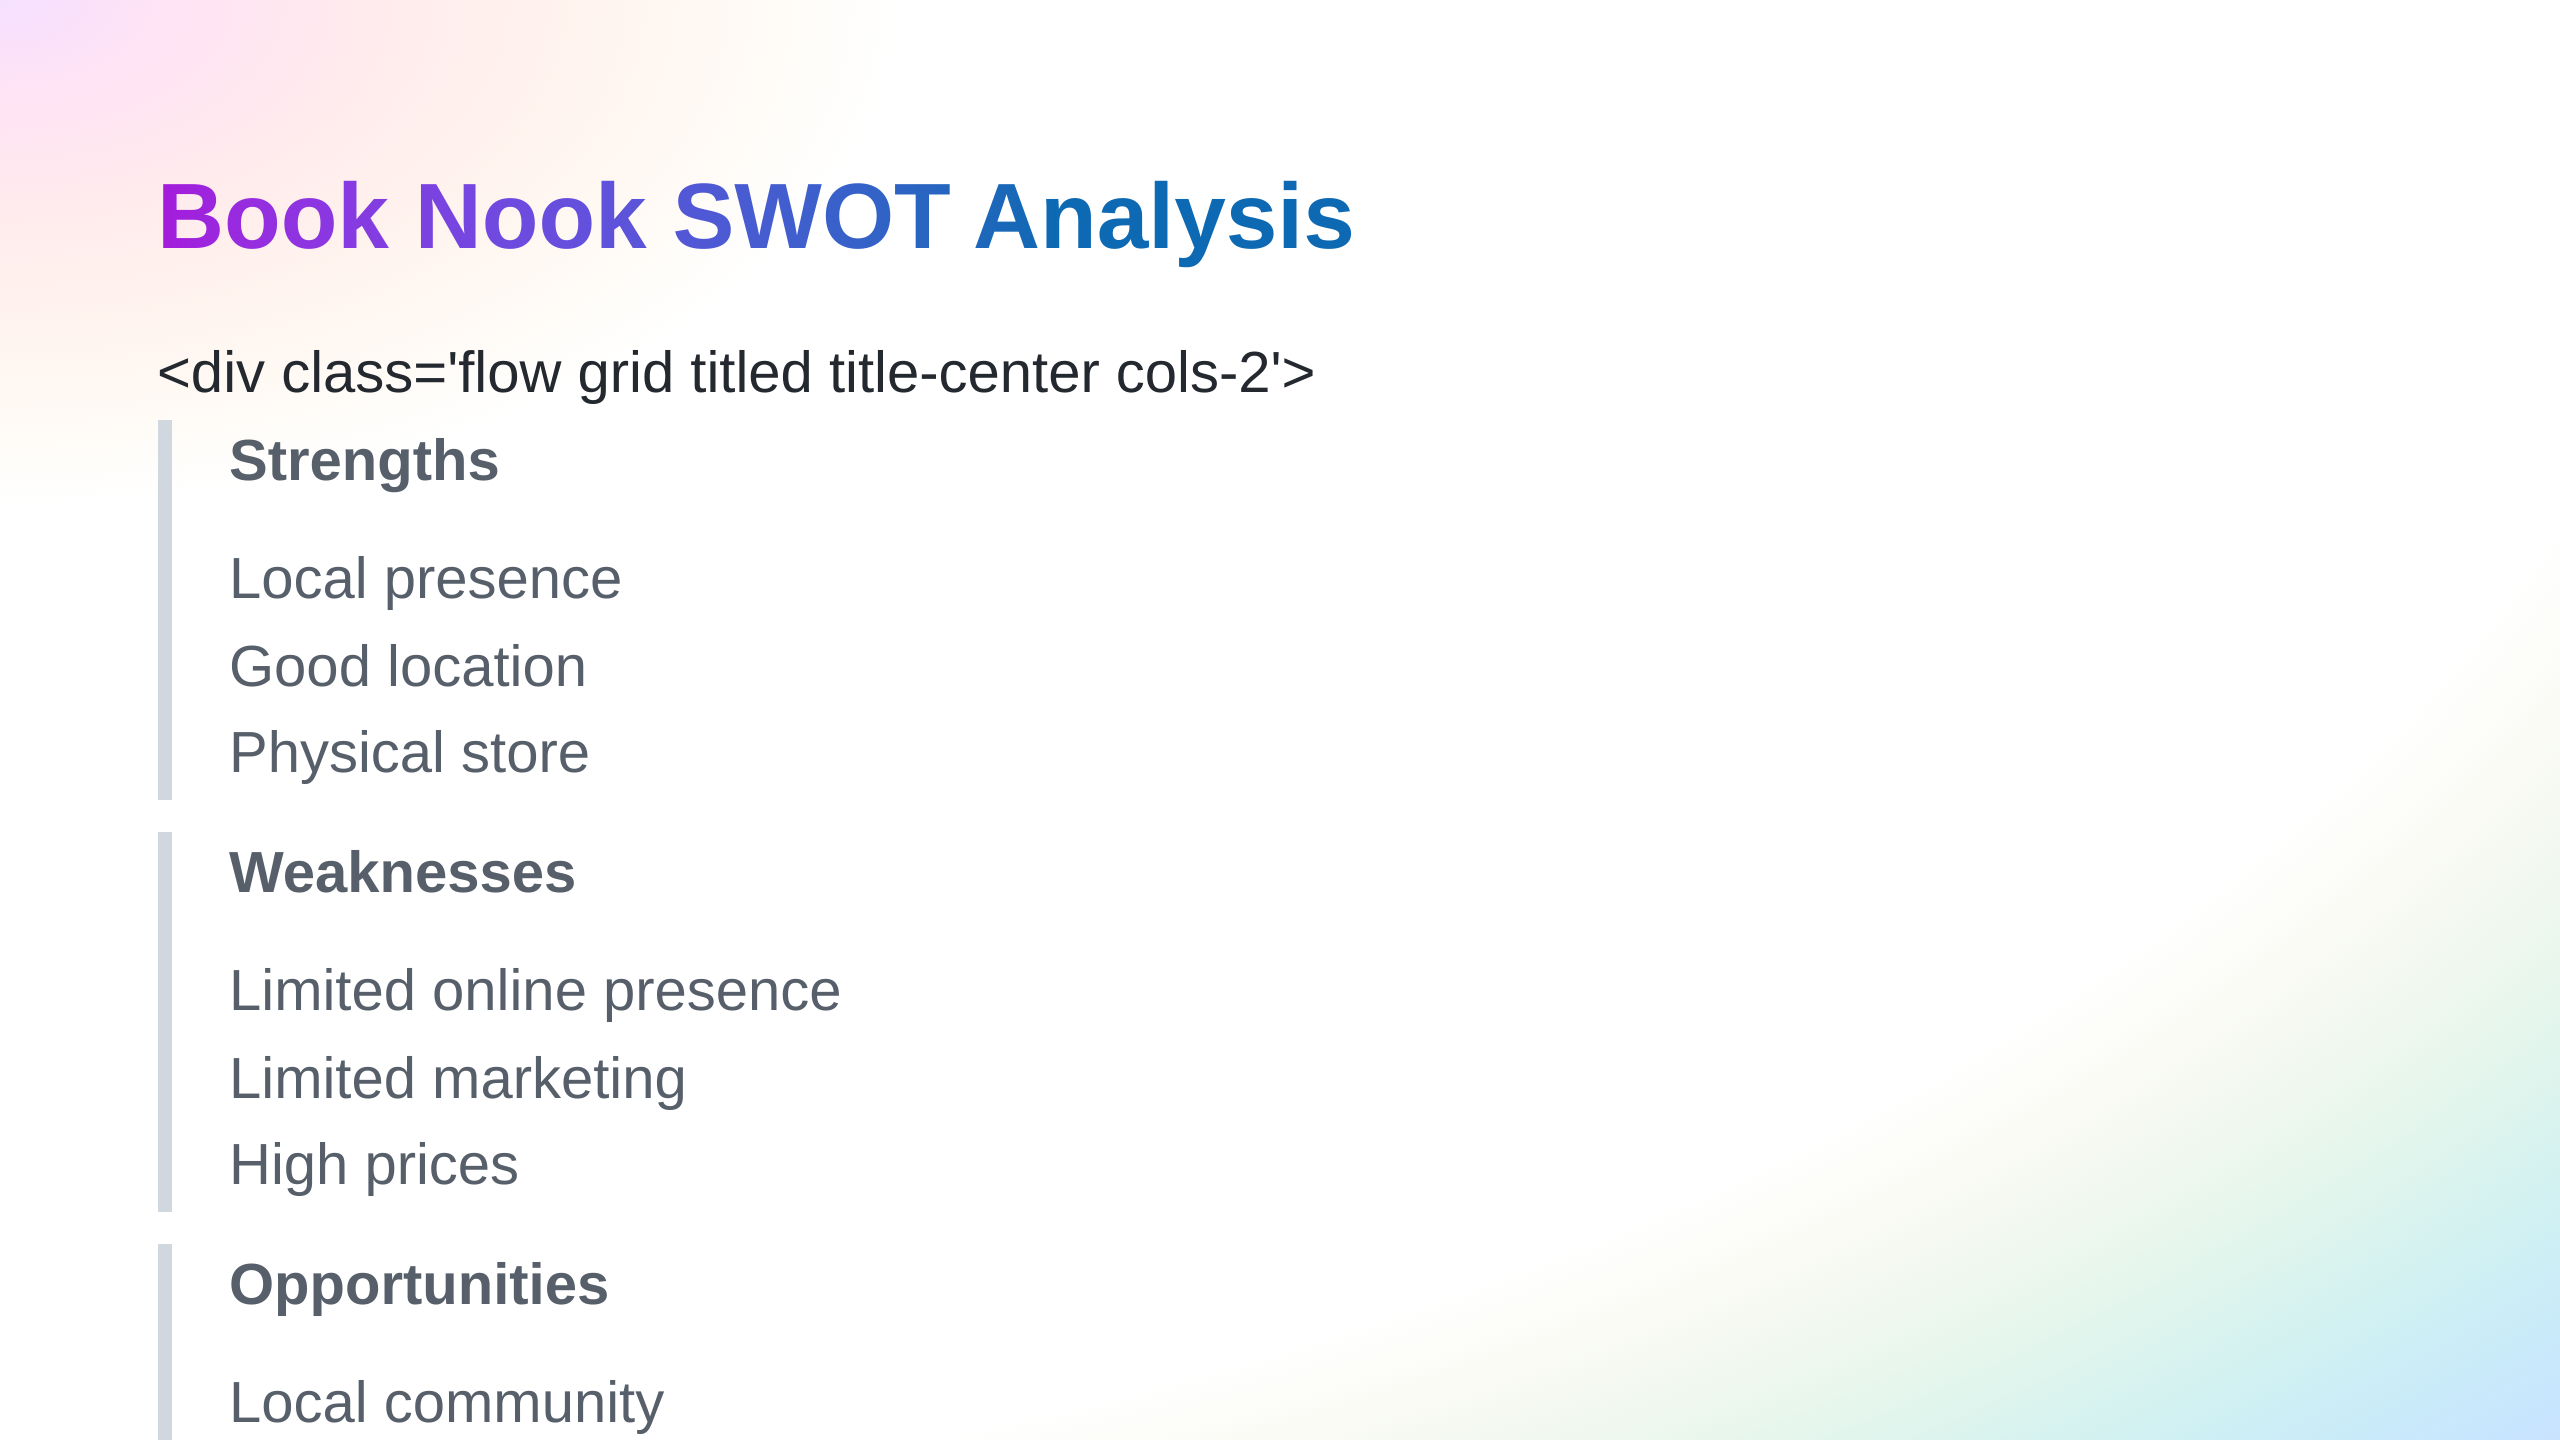 Book Nook SWOT Analysis
<div class='flow grid titled title-center cols-2'>
Strengths
Local presence
Good location
Physical store
Weaknesses
Limited online presence
Limited marketing
High prices
Opportunities
Local community